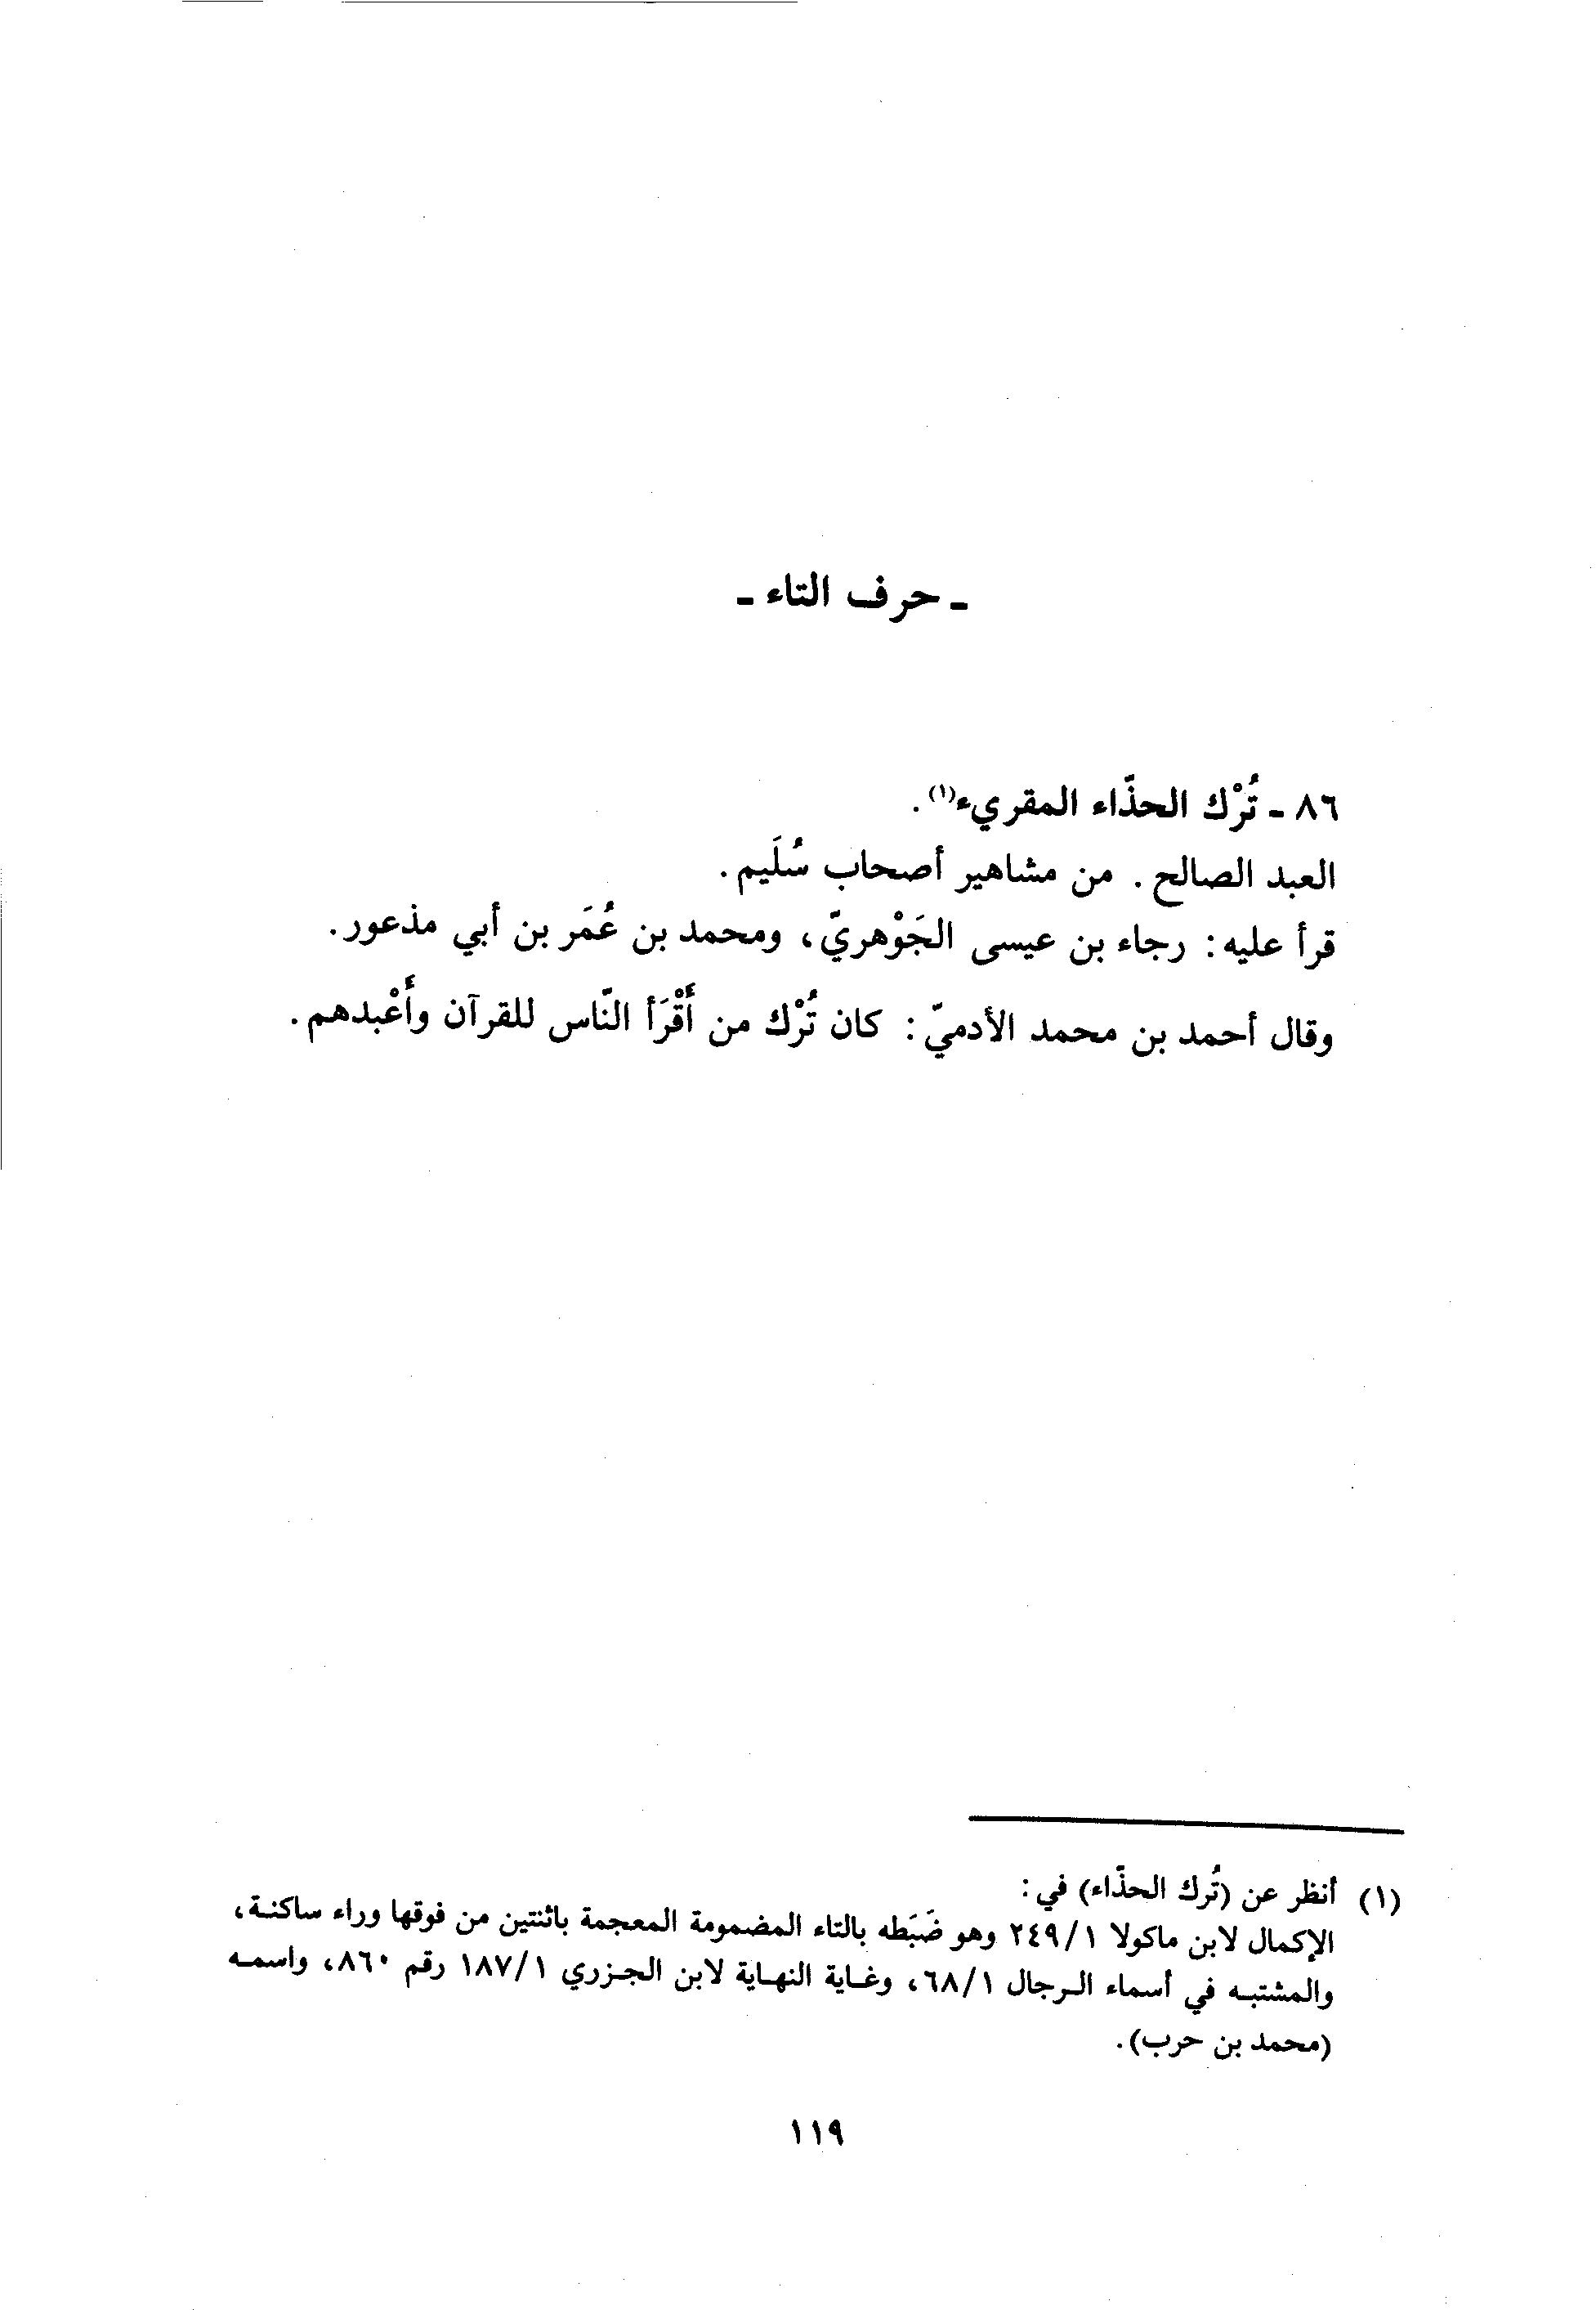 ـ حرف التاء ـ
٨٦ ـ تُرْك الحذّاء المقريء(١).
العبد الصالح. من مشاهير أصحاب سُلَيم.
قرأ عليه: رجاء بن عيسى الجَوْهريّ، ومحمد بن عُمَر بن أبي مذعور.
وقال أحمد بن محمد الأدميّ: كان تُرْك من أَقْرَأ النّاس للقرآن وأَعْبدهم.
(١) أنظر عن (تُرك الحذّاء) في:
الإكمال لابن ماكولا ٢٤٩/١ وهو ضَبَطه بالتاء المضمومة المعجمة باثنتين من فوقها وراء ساكنة،
والمشتبه في أسماء الرجال ٦٨/١، وغاية النهاية لابن الجزري ١٨٧/١ رقم ٨٦٠، واسمه
(محمد بن حرب).
١١٩